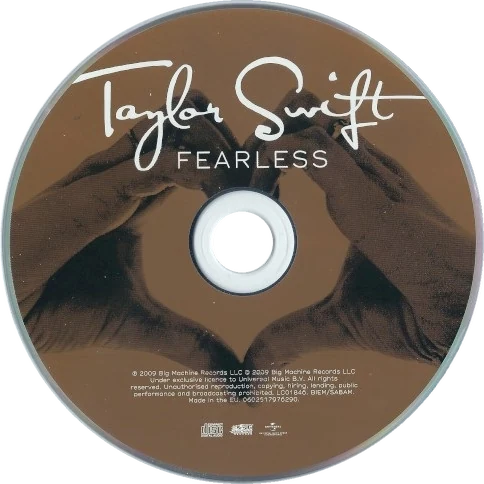 Taylor Swift
FEARLESS
℗ 2009 Big Machine Records LLC © 2009 Big Machine Records LLC
Under exclusive licence to Universal Music B.V. All rights
reserved. Unauthorised reproduction, copying, hiring, lending, public
performance and broadcasting prohibited. LC01846. BIEM/SABAM.
Made in the EU. 0602517976290.